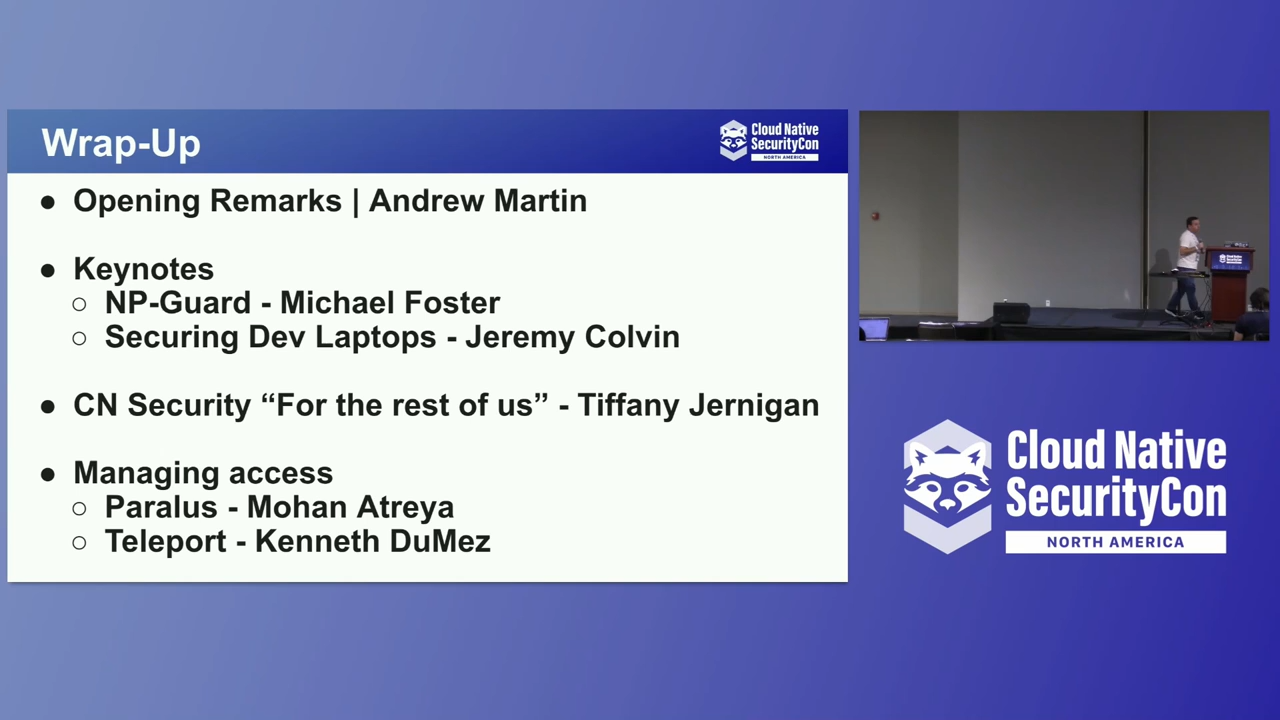 Wrap-Up
Cloud Native
SecurityCon
NORTH AMERICA
● Opening Remarks | Andrew Martin
● Keynotes
○ NP-Guard - Michael Foster
○ Securing Dev Laptops - Jeremy Colvin
● CN Security “For the rest of us” - Tiffany Jernigan
● Managing access
○ Paralus - Mohan Atreya
○ Teleport - Kenneth DuMez
Cloud Native
SecurityCon
NORTH AMERICA